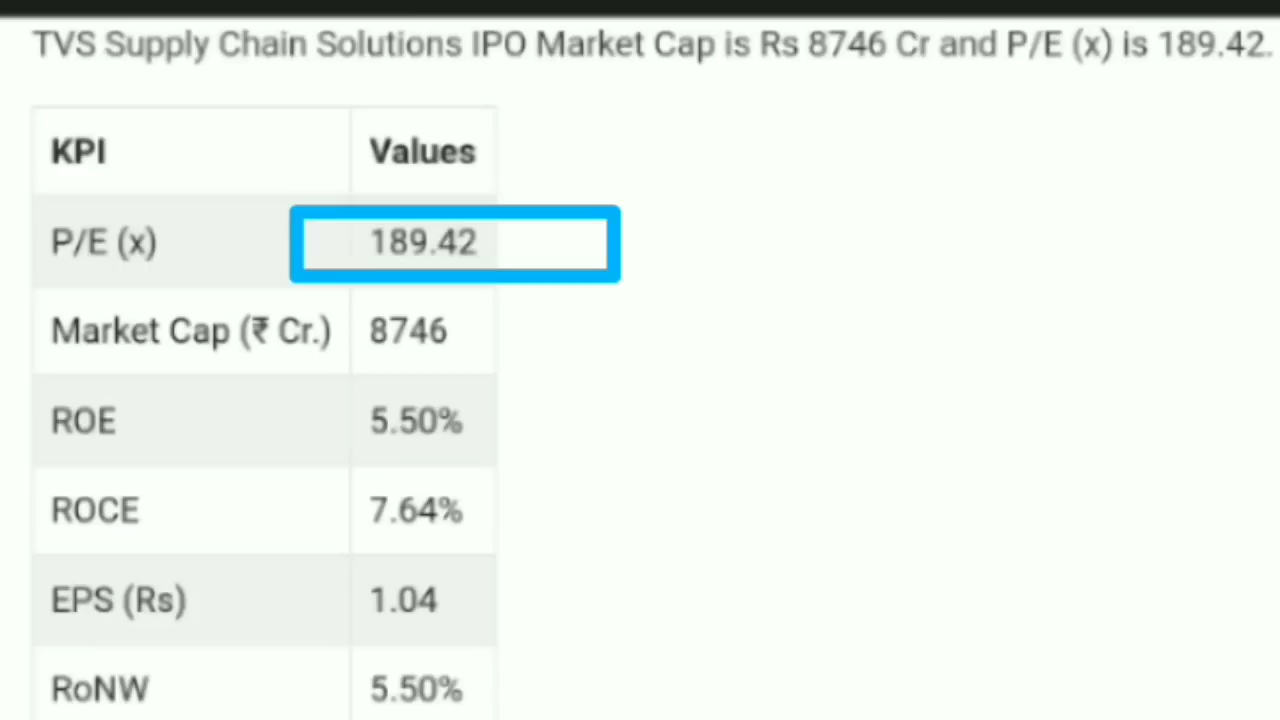 TVS Supply Chain Solutions IPO Market Cap is Rs 8746 Cr and P/E (x) is 189.42.
KPI Values
P/E (x) 189.42
Market Cap (₹ Cr.) 8746
ROE 5.50%
ROCE 7.64%
EPS (Rs) 1.04
RoNW 5.50%